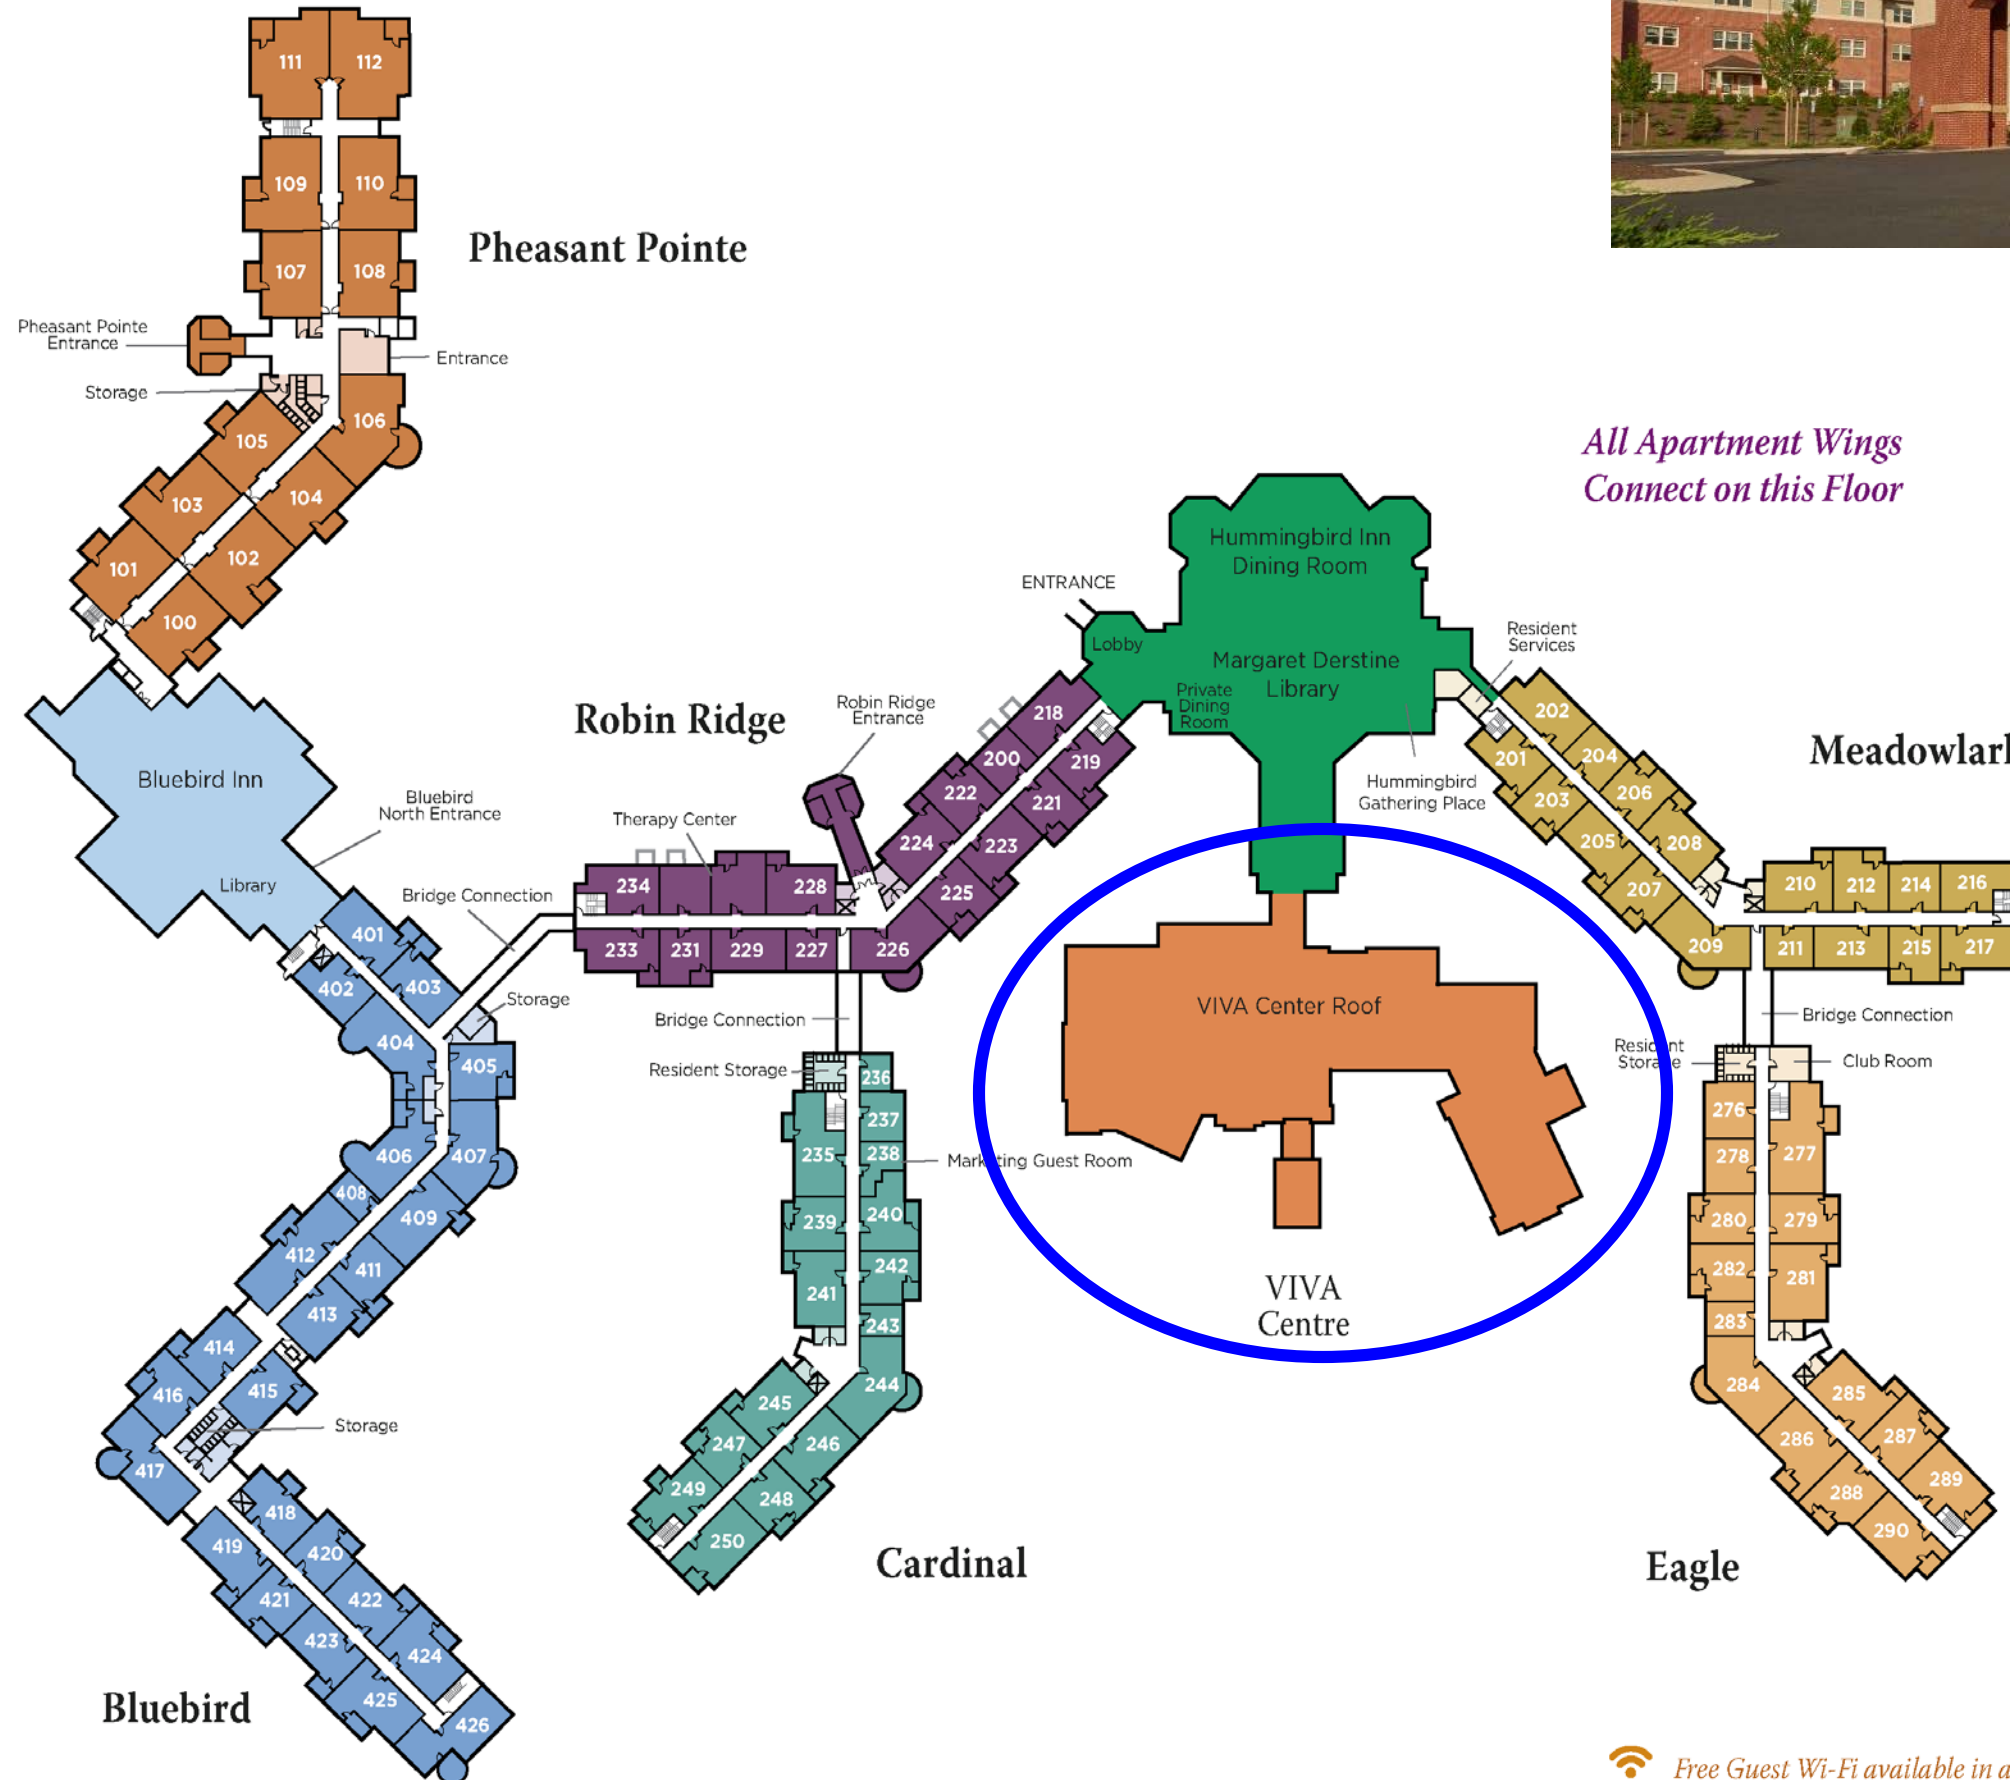 111
112
109
110
107
108
Pheasant Pointe
Pheasant Pointe
Entrance
Entrance
Storage
106
105
104
103
102
101
100
All Apartment Wings
Connect on this Floor
Hummingbird Inn
Dining Room
ENTRANCE
Lobby
Margaret Derstine
Library
Private
Dining
Room
Resident
Services
Hummingbird
Gathering Place
Robin Ridge
Robin Ridge
Entrance
218
200
219
222
221
224
223
225
226
Therapy Center
234
228
233
231
229
227
Bluebird Inn
Bluebird
North Entrance
Library
Bridge Connection
401
402
403
404
Storage
405
406
407
408
409
412
411
413
414
416
415
417
Storage
418
419
420
421
422
423
424
425
426
Bluebird
Bridge Connection
Resident Storage
236
237
235
238
Marketing Guest Room
239
240
241
242
243
244
245
246
247
248
249
250
Cardinal
VIVA Center Roof
VIVA
Centre
202
201
204
203
206
205
208
207
209
210
212
214
216
211
213
215
217
Bridge Connection
Resident
Storage
Club Room
276
277
278
280
279
282
281
283
284
285
286
287
288
289
290
Eagle
Free Guest Wi-Fi available in a